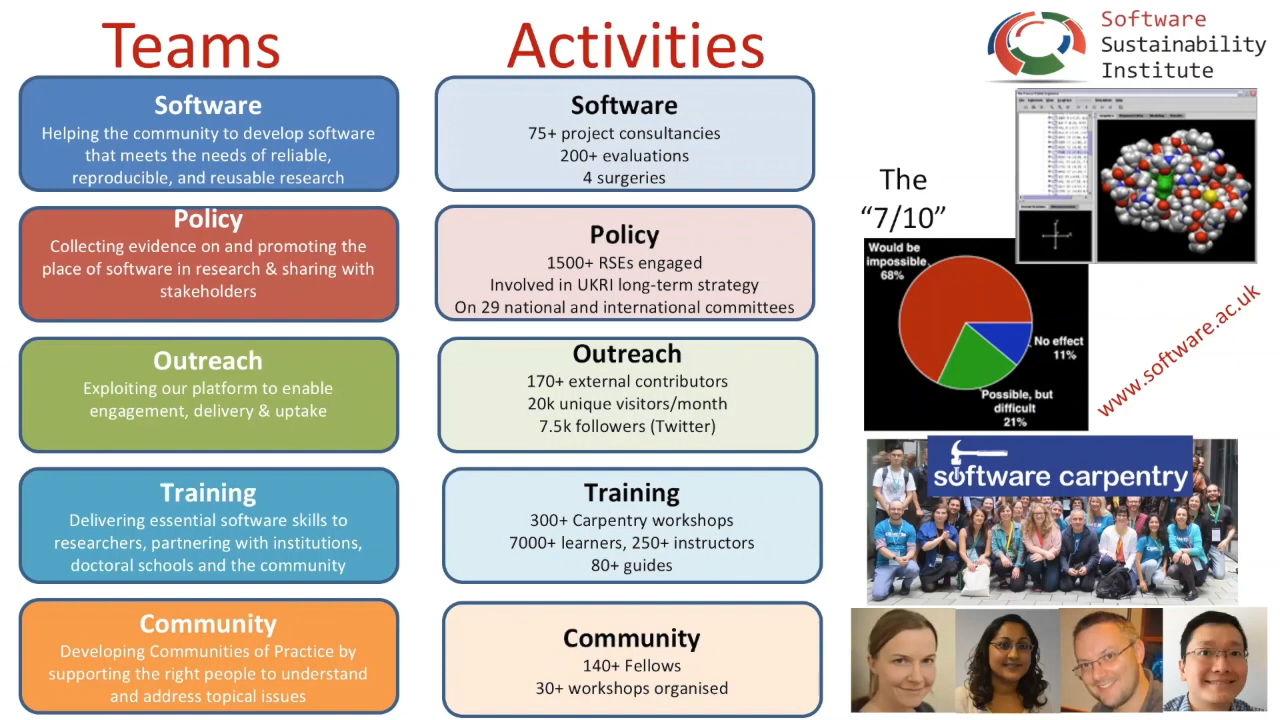 Teams
Software
Helping the community to develop software
that meets the needs of reliable,
reproducible, and reusable research
Policy
Collecting evidence on and promoting the
place of software in research & sharing with
stakeholders
Outreach
Exploiting our platform to enable
engagement, delivery & uptake
Training
Delivering essential software skills to
researchers, partnering with institutions,
doctoral schools and the community
Community
Developing Communities of Practice by
supporting the right people to understand
and address topical issues
Activities
Software
75+ project consultancies
200+ evaluations
4 surgeries
Policy
1500+ RSEs engaged
Involved in UKRI long-term strategy
On 29 national and international committees
Outreach
170+ external contributors
20k unique visitors/month
7.5k followers (Twitter)
Training
300+ Carpentry workshops
7000+ learners, 250+ instructors
80+ guides
Community
140+ Fellows
30+ workshops organised
Software
Sustainability
Institute
The
“7/10”
Would be
impossible.
68%
No effect
11%
Possible, but
difficult
21%
www.software.ac.uk
software carpentry